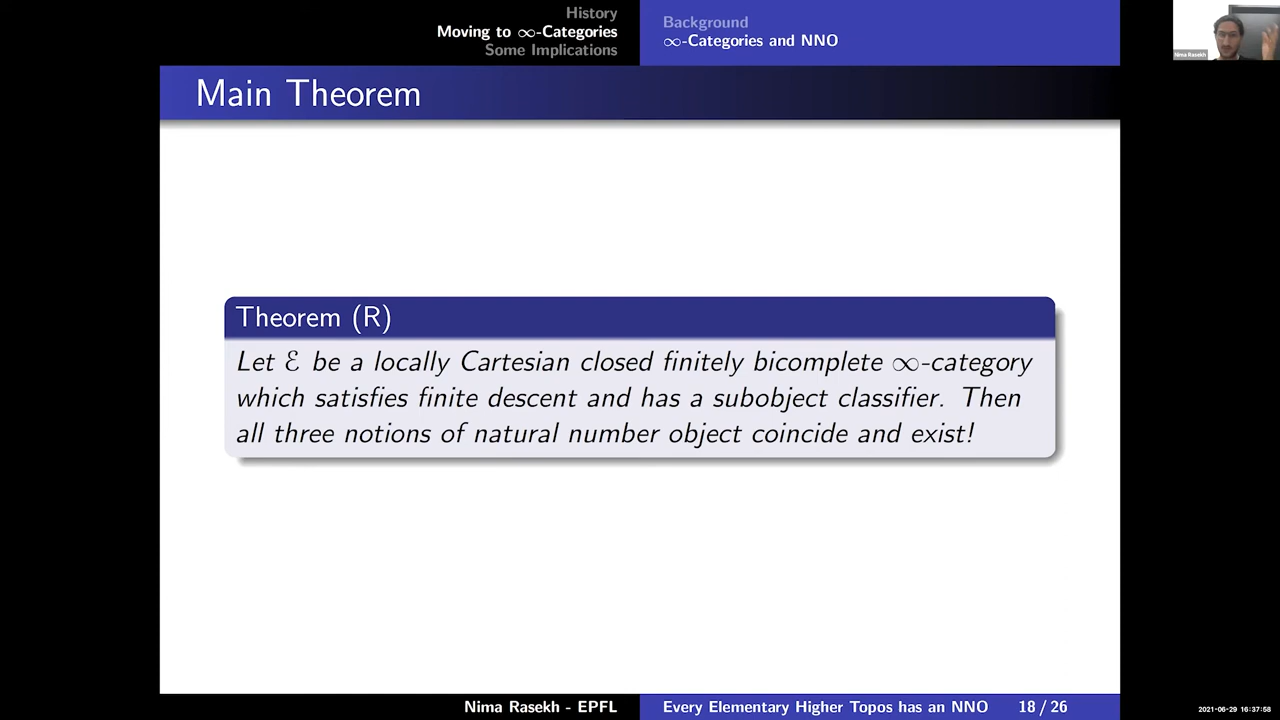 History
Moving to ∞-Categories
Some Implications
Background
∞-Categories and NNO
Nima Rasekh
Main Theorem
Theorem (R)
Let ℰ be a locally Cartesian closed finitely bicomplete ∞-category
which satisfies finite descent and has a subobject classifier. Then
all three notions of natural number object coincide and exist!
Nima Rasekh - EPFL
Every Elementary Higher Topos has an NNO
18 / 26
2021-06-29 16:37:58